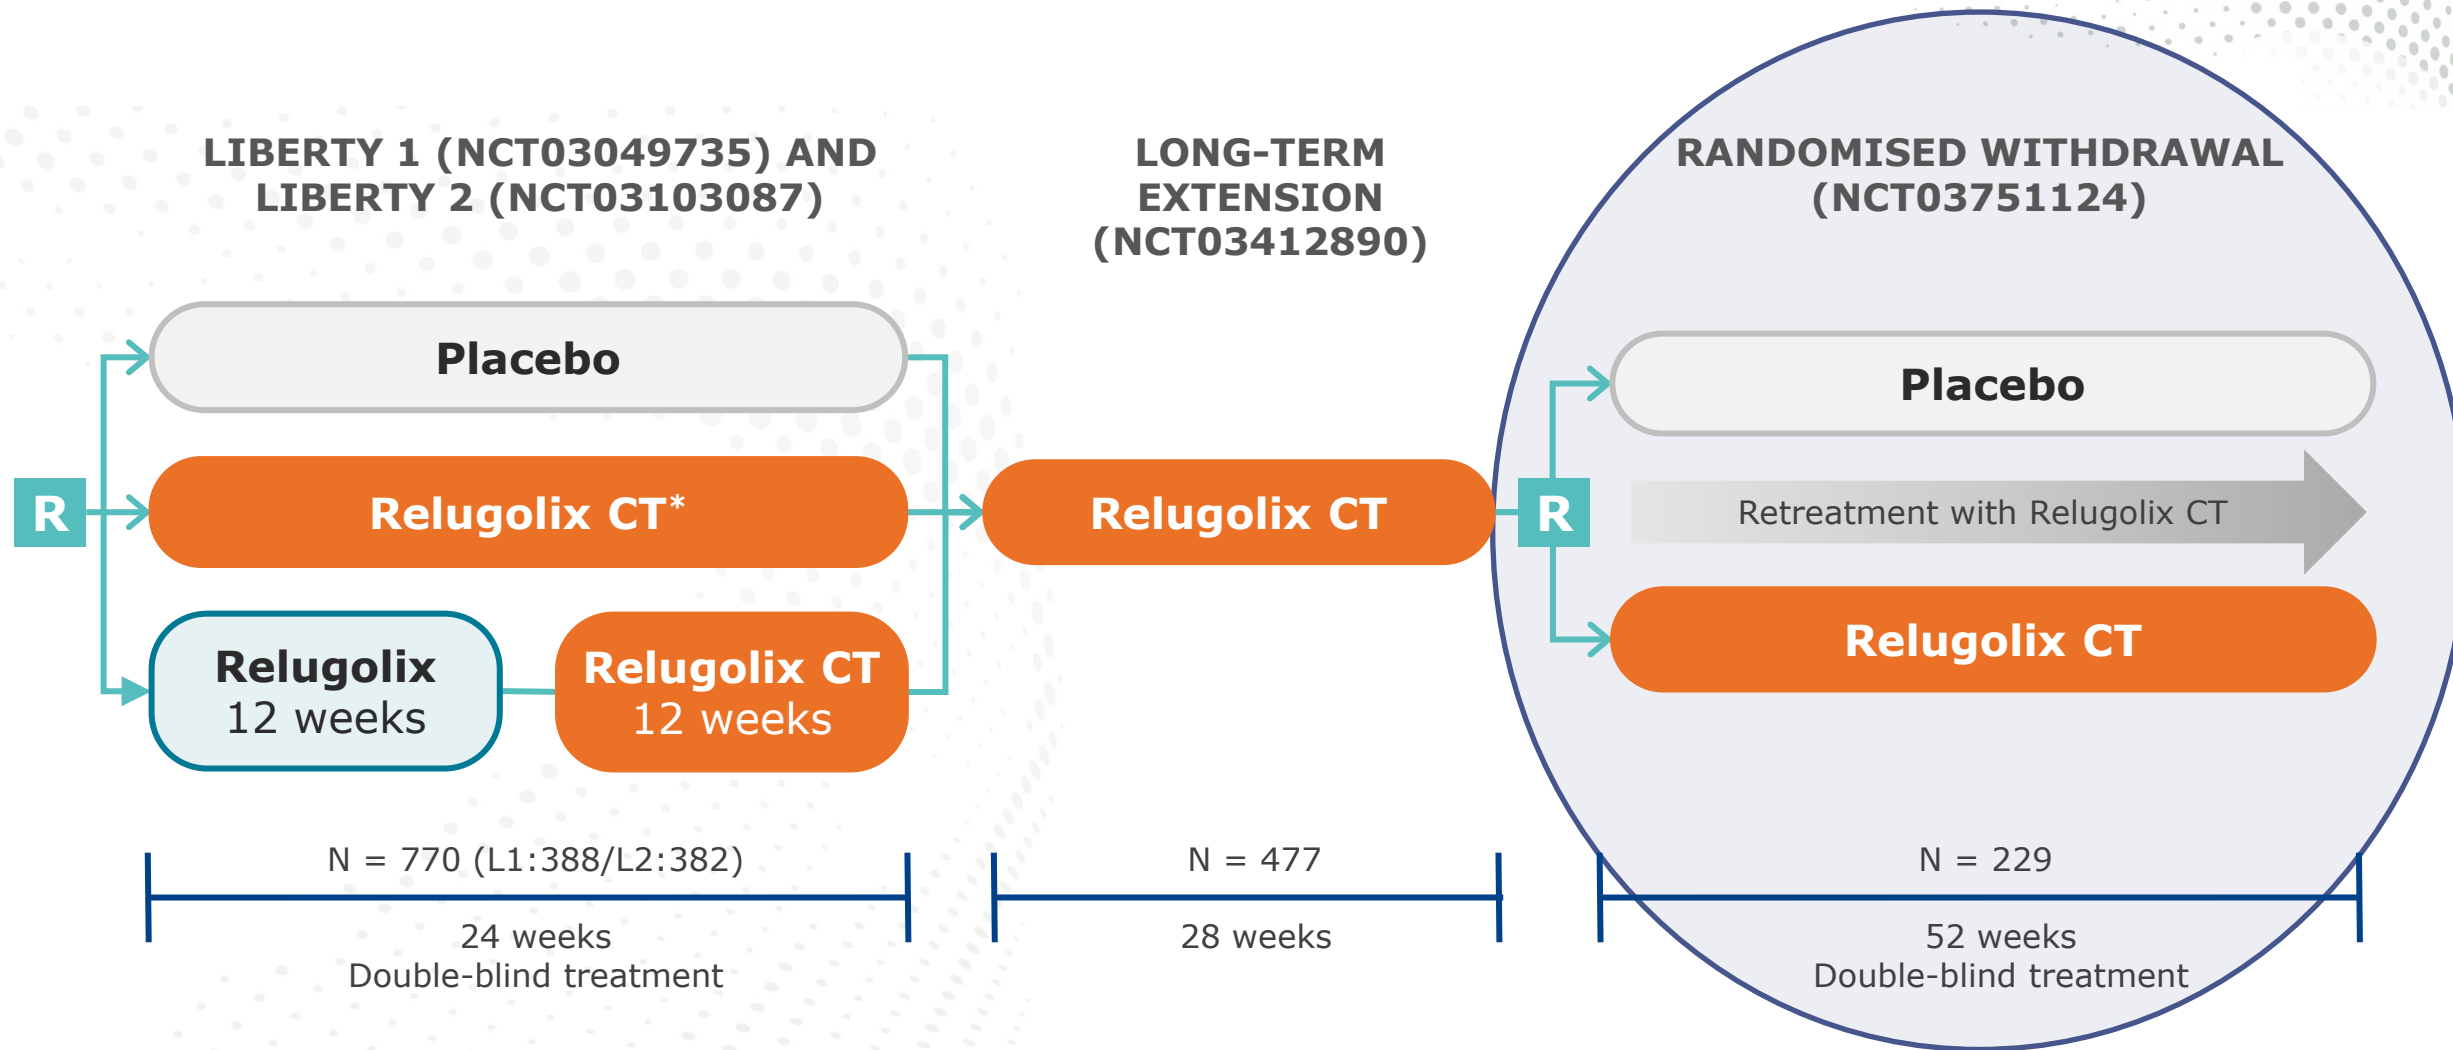 LIBERTY 1 (NCT03049735) AND
LIBERTY 2 (NCT03103087)
LONG-TERM
EXTENSION
(NCT03412890)
RANDOMISED WITHDRAWAL
(NCT03751124)
R
Placebo
Relugolix CT*
Relugolix
12 weeks
Relugolix CT
12 weeks
Relugolix CT
R
Placebo
Retreatment with Relugolix CT
Relugolix CT
N = 770 (L1:388/L2:382)
24 weeks
Double-blind treatment
N = 477
28 weeks
N = 229
52 weeks
Double-blind treatment